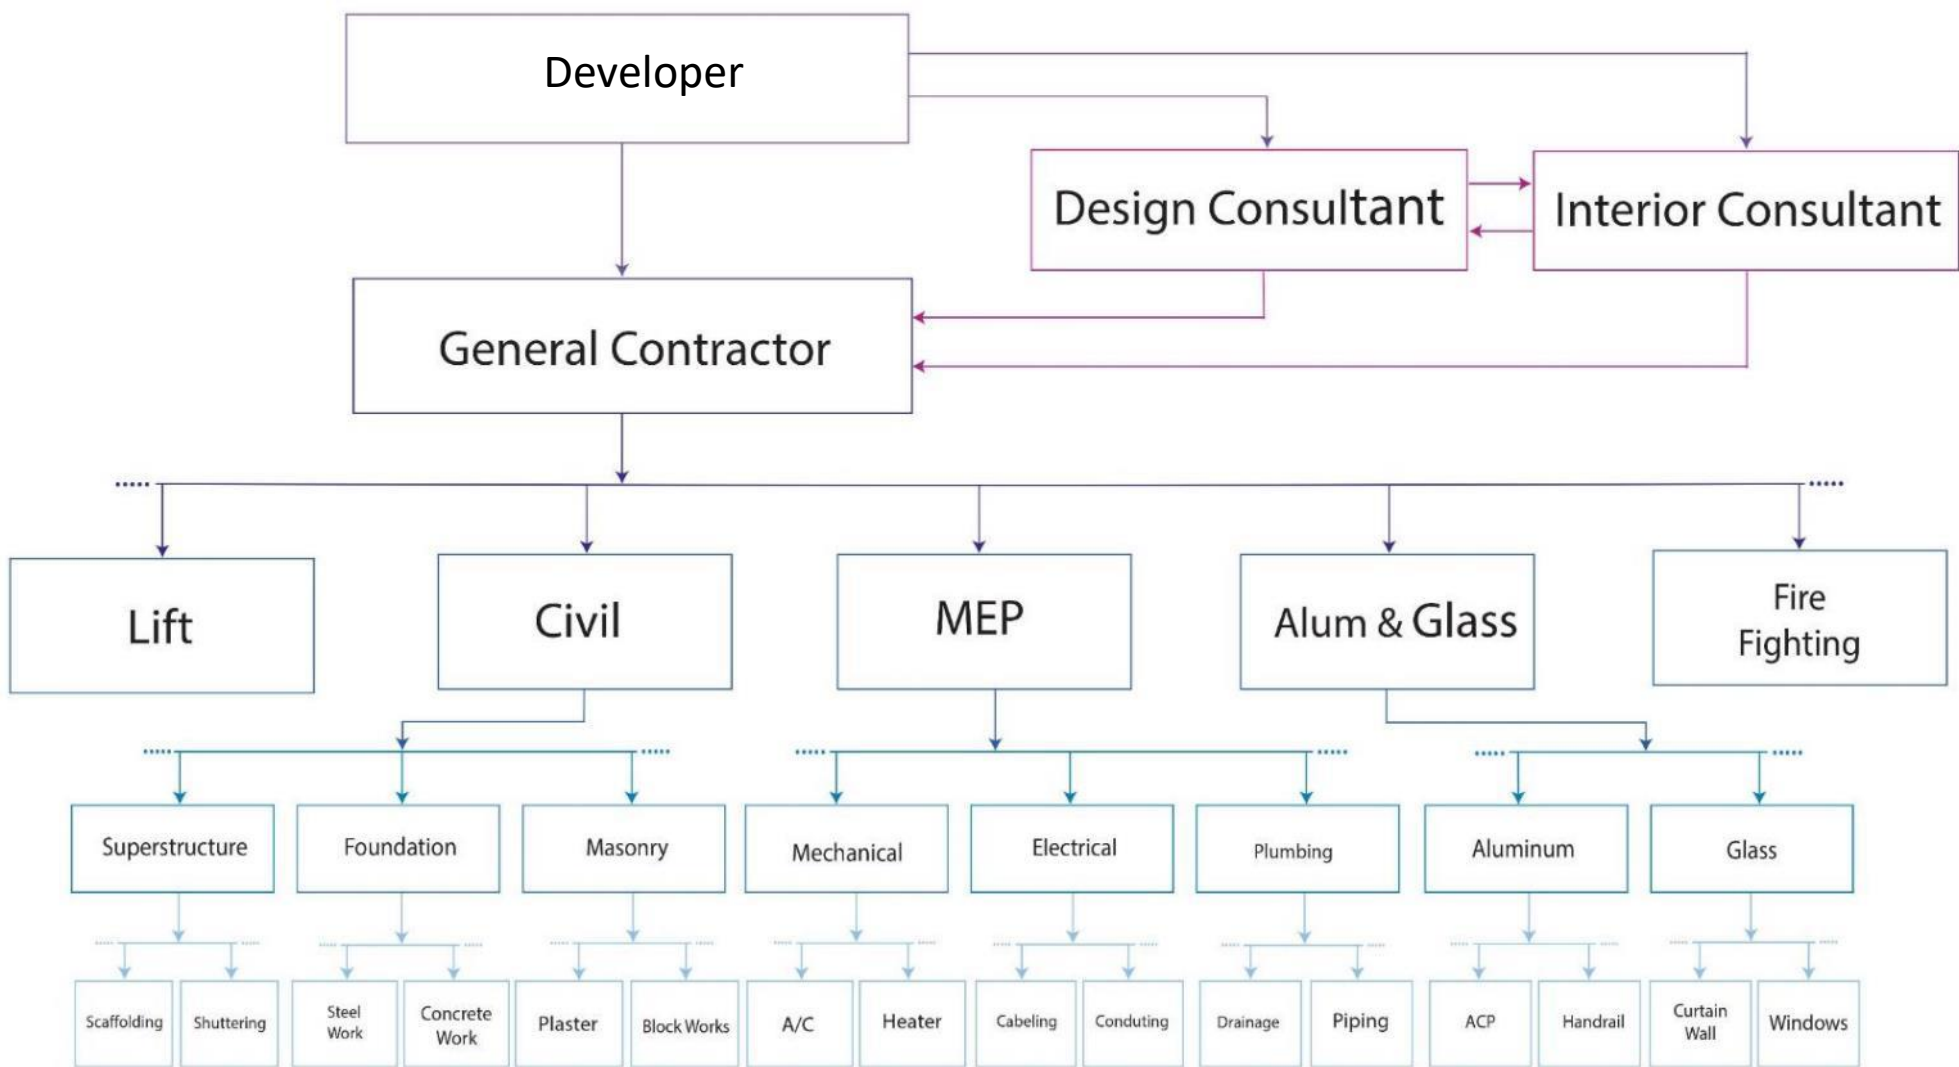 Developer
Design Consultant
Interior Consultant
General Contractor
Lift
Civil
MEP
Alum & Glass
Fire
Fighting
Superstructure
Foundation
Masonry
Mechanical
Electrical
Plumbing
Aluminum
Glass
Scaffolding
Shuttering
Steel
Work
Concrete
Work
Plaster
Block Works
A/C
Heater
Cabeling
Conduting
Drainage
Piping
ACP
Handrail
Curtain
Wall
Windows